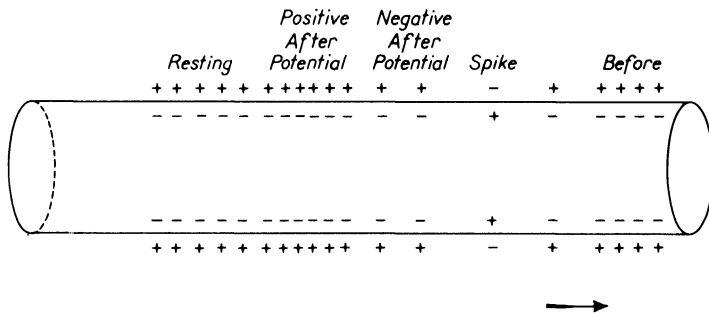 Positive Negative
After After
Resting Potential Potential Spike Before
+ + + + + + + + + + + + + - + + + + +
- - - - - - - - - - - - - + - - - - -
- - - - - - - - - - - - - + - - - - -
+ + + + + + + + + + + + + - + + + + +